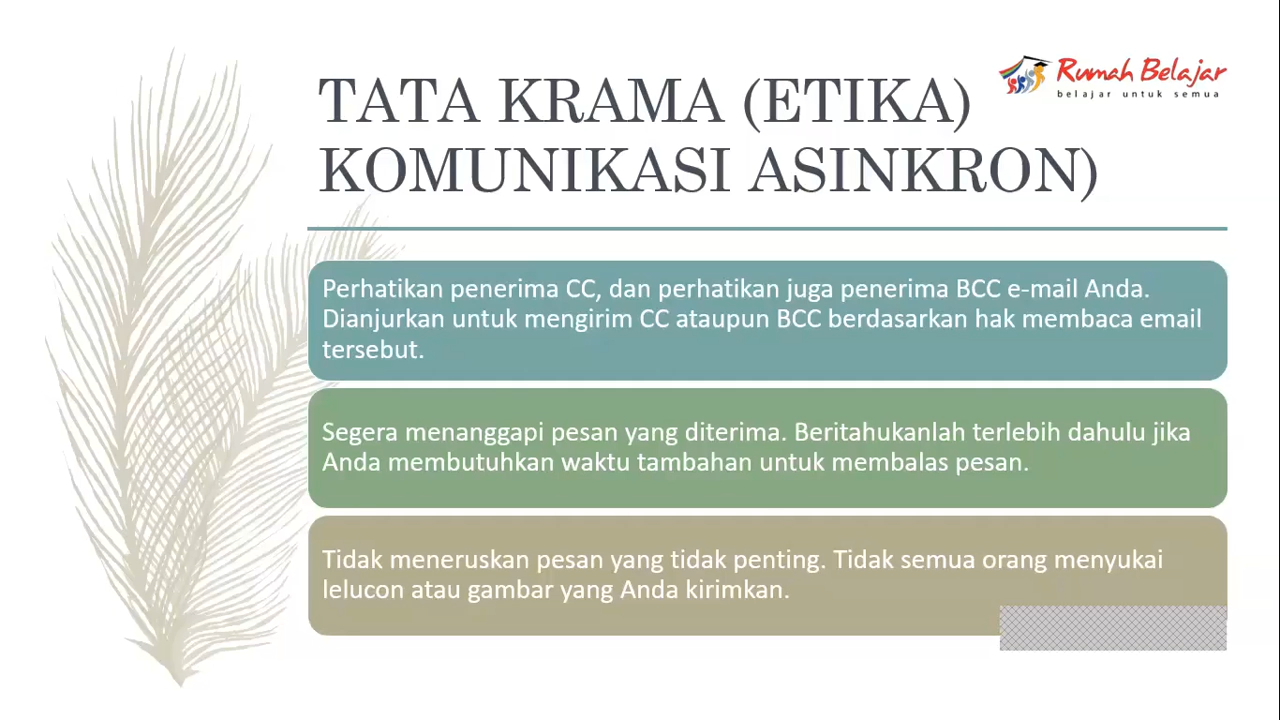 Rumah Belajar
belajar untuk semua
TATA KRAMA (ETIKA)
KOMUNIKASI ASINKRON)
Perhatikan penerima CC, dan perhatikan juga penerima BCC e-mail Anda.
Dianjurkan untuk mengirim CC ataupun BCC berdasarkan hak membaca email
tersebut.
Segera menanggapi pesan yang diterima. Beritahukanlah terlebih dahulu jika
Anda membutuhkan waktu tambahan untuk membalas pesan.
Tidak meneruskan pesan yang tidak penting. Tidak semua orang menyukai
lelucon atau gambar yang Anda kirimkan.